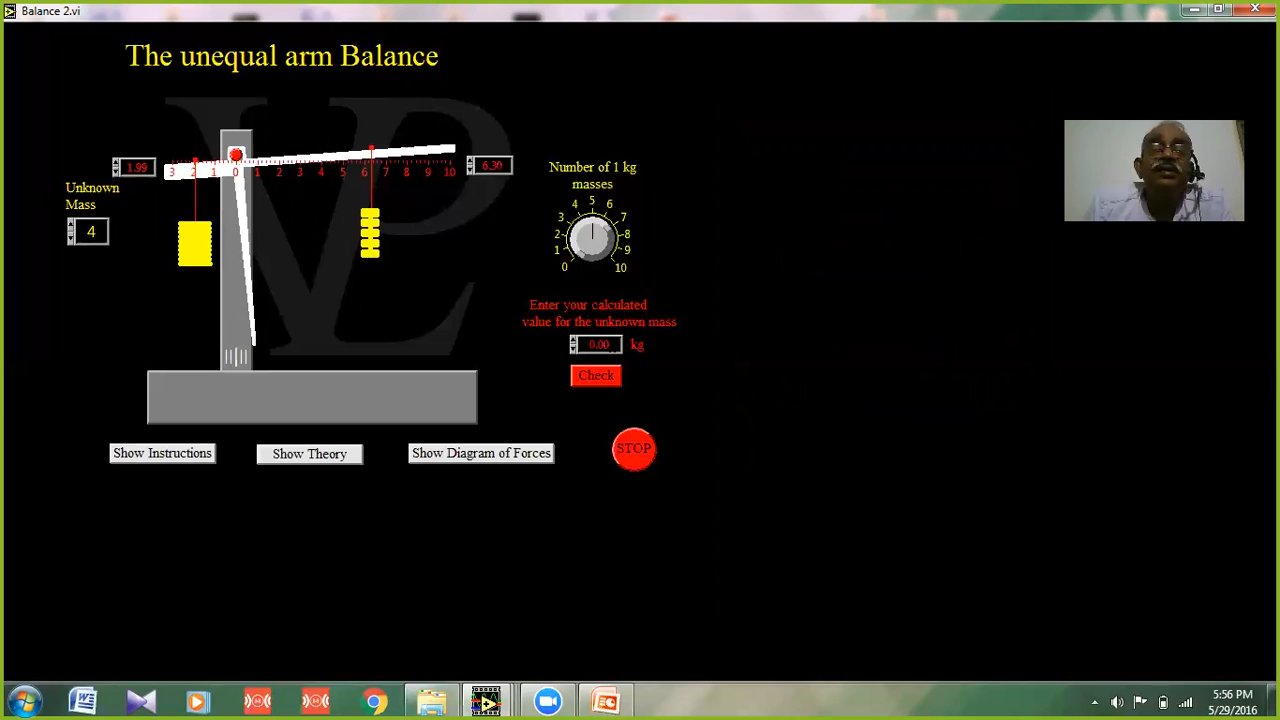 Balance 2.vi
The unequal arm Balance
1.99
3 2 1 0 1 2 3 4 5 6 7 8 9 10
6.30
Unknown
Mass
4
Number of 1 kg
masses
0 1 2 3 4 5 6 7 8 9 10
Enter your calculated
value for the unknown mass
0.00 kg
Check
Show Instructions
Show Theory
Show Diagram of Forces
STOP
VPL
5:56 PM
5/29/2016